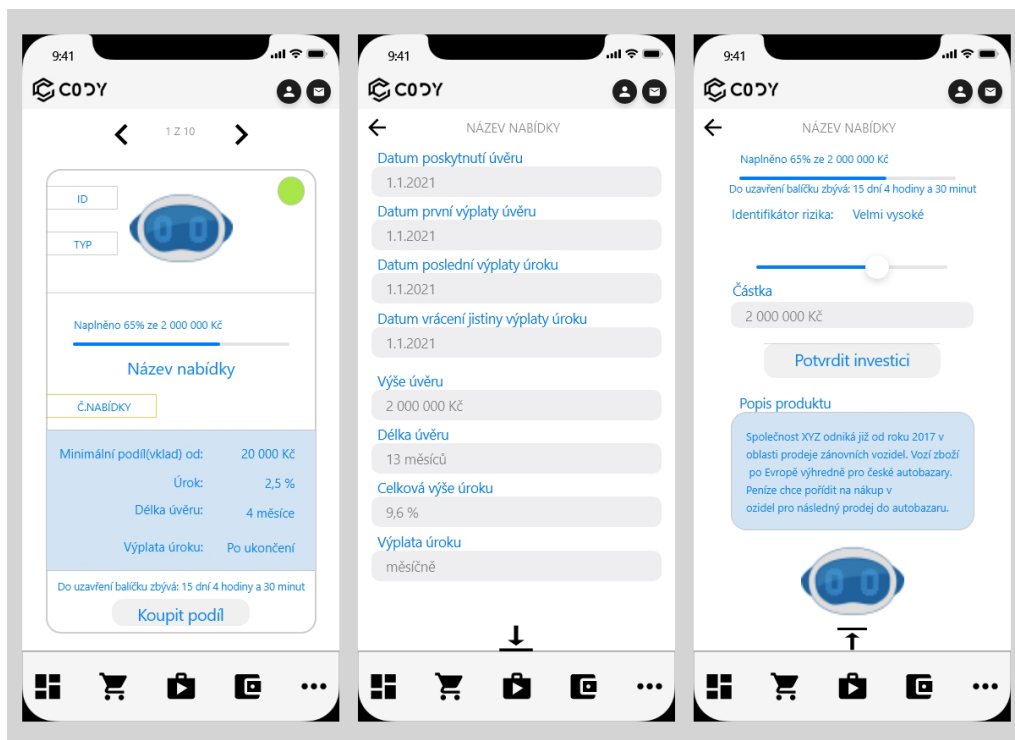 9:41
CODY
1 Z 10
ID
TYP
Naplněno 65% ze 2 000 000 Kč
Název nabídky
Č.NABÍDKY
Minimální podíl(vklad) od: 20 000 Kč
Úrok: 2,5 %
Délka úvěru: 4 měsíce
Výplata úroku: Po ukončení
Do uzavření balíčku zbývá: 15 dní 4 hodiny a 30 minut
Koupit podíl
9:41
CODY
NÁZEV NABÍDKY
Datum poskytnutí úvěru
1.1.2021
Datum první výplaty úvěru
1.1.2021
Datum poslední výplaty úroku
1.1.2021
Datum vrácení jistiny výplaty úroku
1.1.2021
Výše úvěru
2 000 000 Kč
Délka úvěru
13 měsíců
Celková výše úroku
9,6 %
Výplata úroku
měsíčně
9:41
CODY
NÁZEV NABÍDKY
Naplněno 65% ze 2 000 000 Kč
Do uzavření balíčku zbývá: 15 dní 4 hodiny a 30 minut
Identifikátor rizika: Velmi vysoké
Částka
2 000 000 Kč
Potvrdit investici
Popis produktu
Společnost XYZ odniká již od roku 2017 v
oblasti prodeje zánovních vozidel. Vozí zboží
po Evropě výhredně pro české autobazary.
Peníze chce pořídit na nákup v
ozidel pro následný prodej do autobazaru.